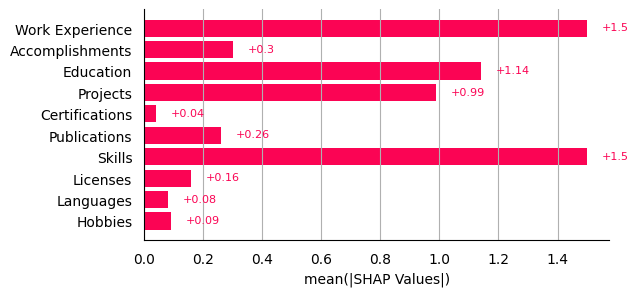 Work Experience +1.5
Accomplishments +0.3
Education +1.14
Projects +0.99
Certifications +0.04
Publications +0.26
Skills +1.5
Licenses +0.16
Languages +0.08
Hobbies +0.09
0.0 0.2 0.4 0.6 0.8 1.0 1.2 1.4
mean(|SHAP Values|)